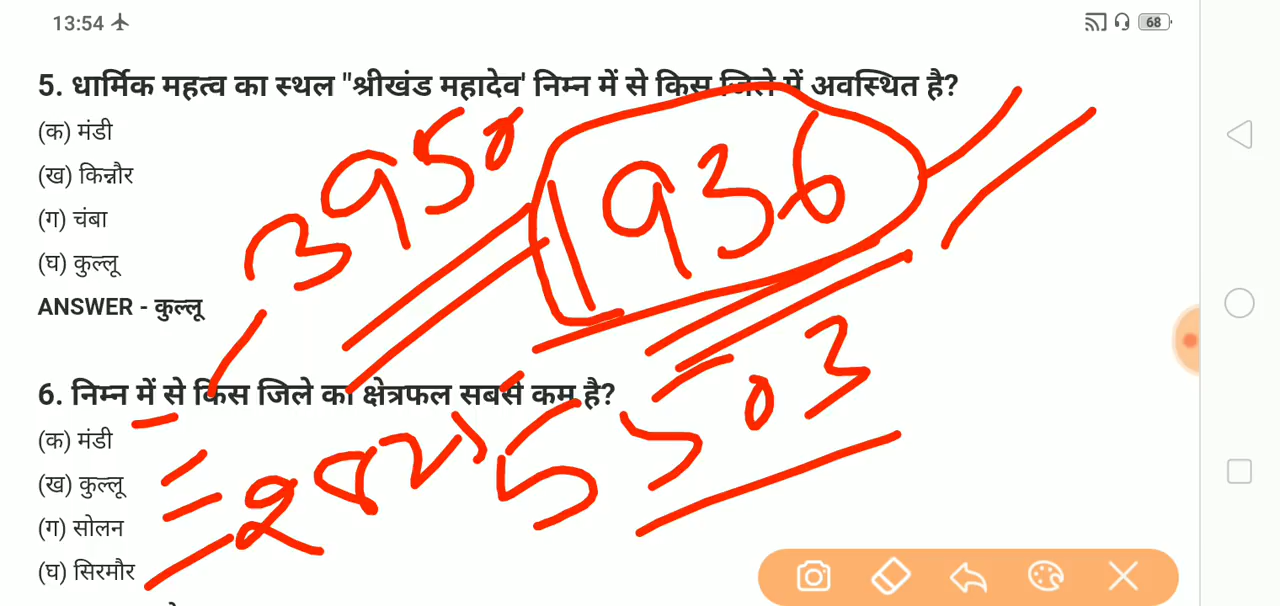 13:54
68
5. धार्मिक महत्व का स्थल "श्रीखंड महादेव' निम्न में से किस जिले में अवस्थित है?
(क) मंडी
(ख) किन्नौर
(ग) चंबा
(घ) कुल्लू
ANSWER - कुल्लू
3950
1936
6. निम्न में से किस जिले का क्षेत्रफल सबसे कम है?
(क) मंडी
(ख) कुल्लू
(ग) सोलन
(घ) सिरमौर
5503